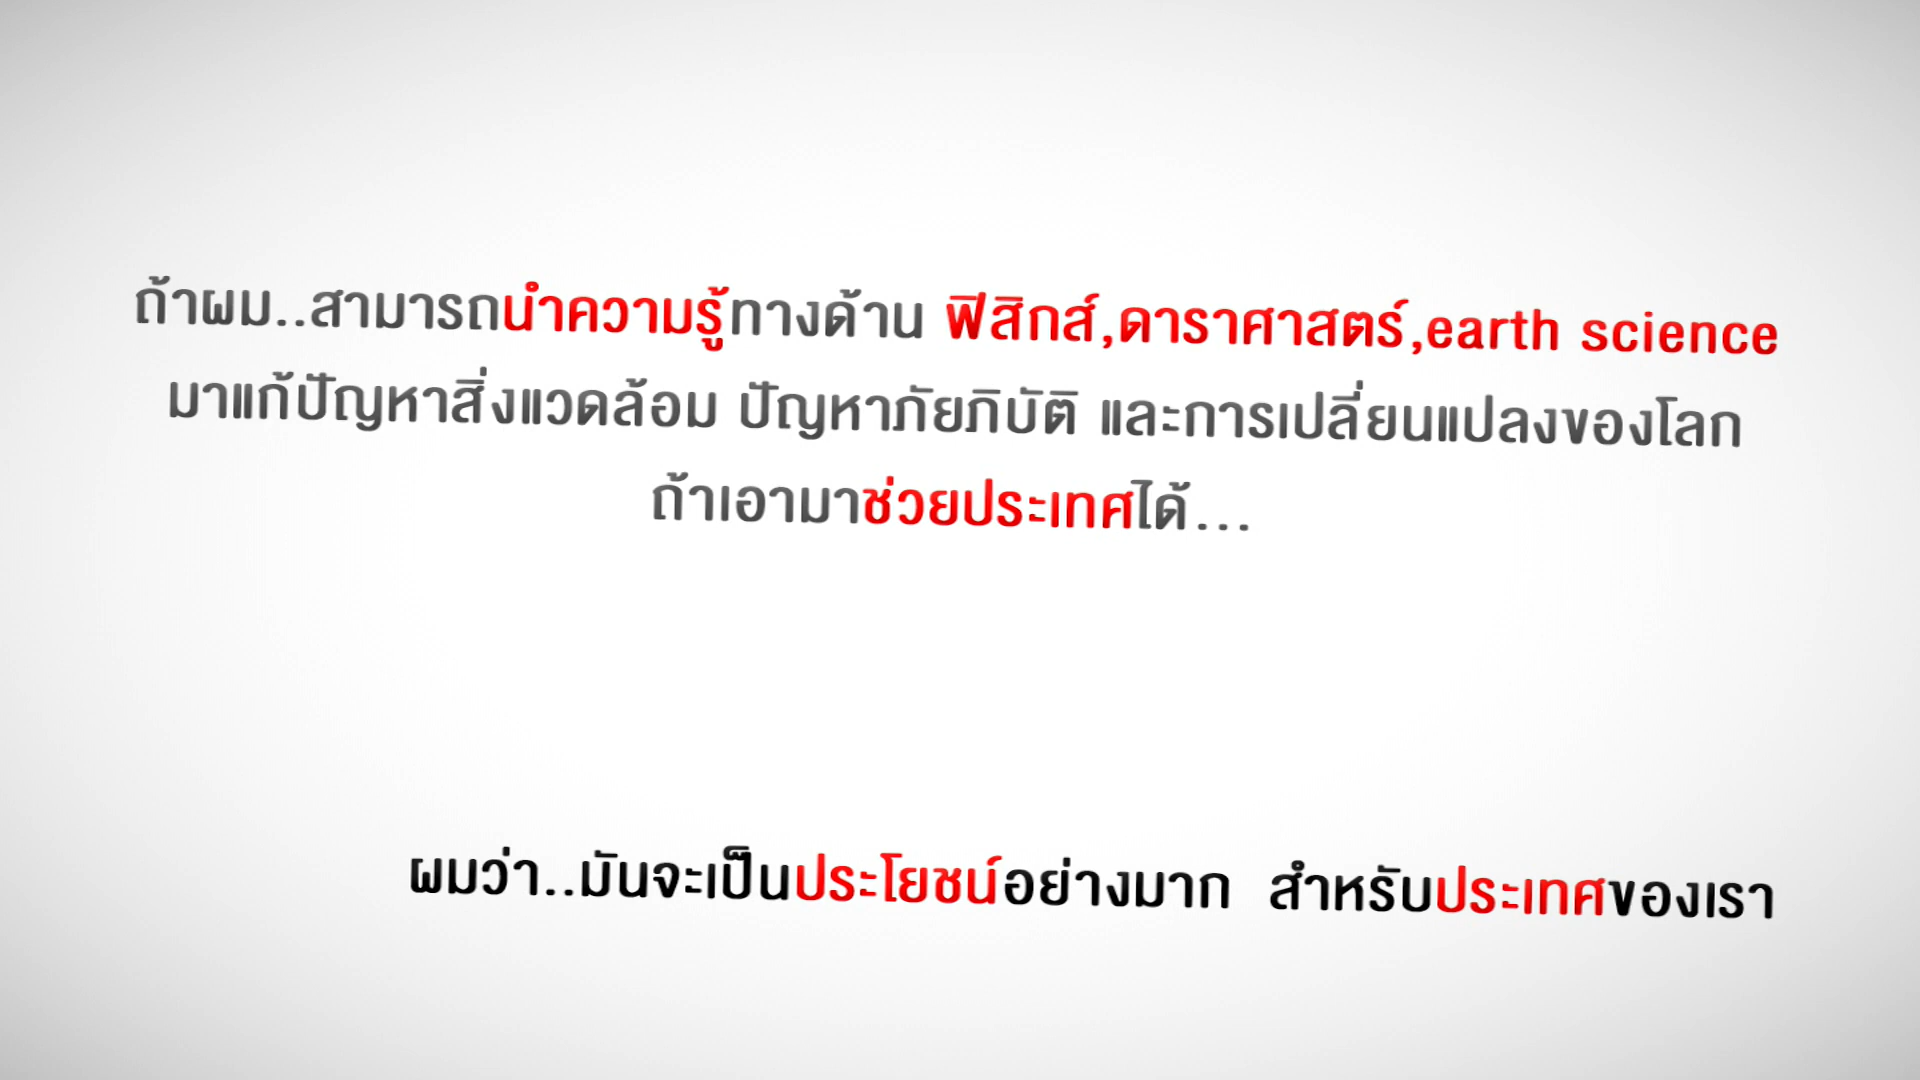 ถ้าผม..สามารถนำความรู้ทางด้าน ฟิสิกส์,ดาราศาสตร์,earth science
มาแก้ปัญหาสิ่งแวดล้อม ปัญหาภัยภิบัติ และการเปลี่ยนแปลงของโลก
ถ้าเอามาช่วยประเทศได้...
ผมว่า..มันจะเป็นประโยชน์อย่างมาก สำหรับประเทศของเรา